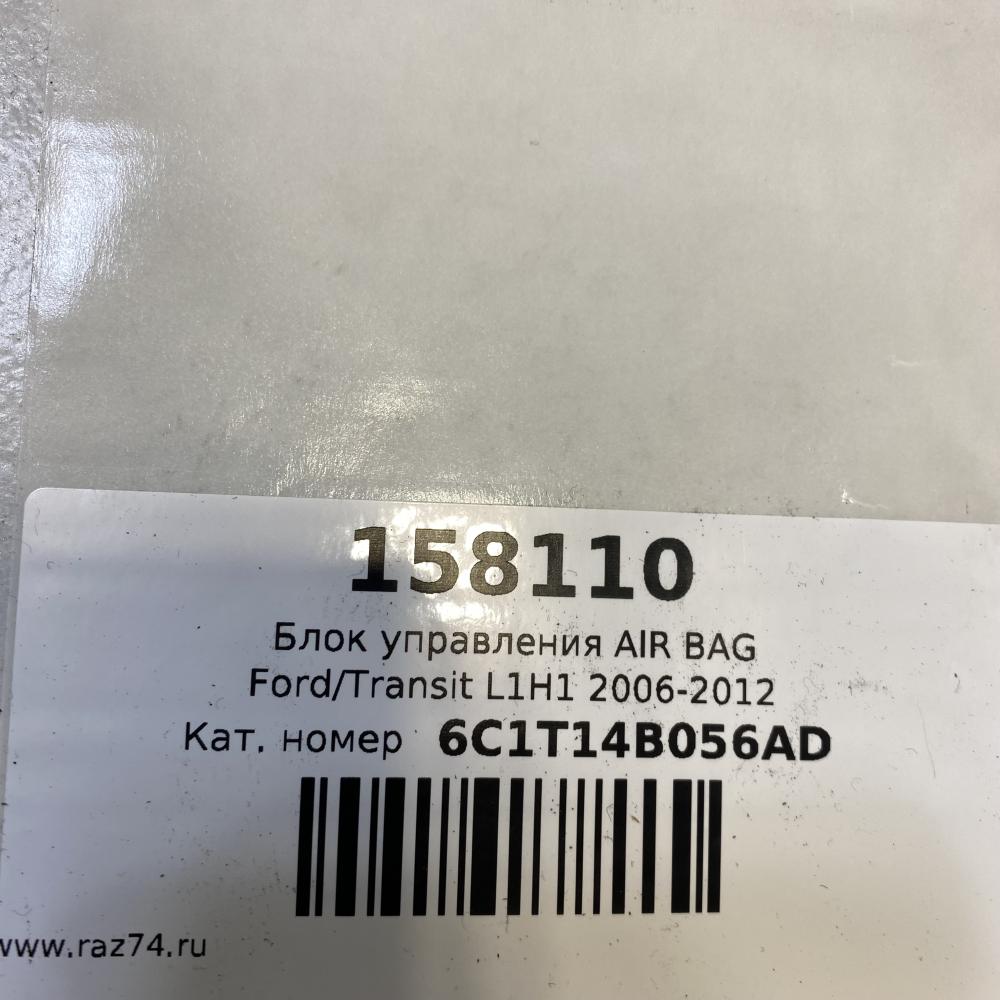 158110
Блок управления AIR BAG
Ford/Transit L1H1 2006-2012
Кат. номер 6C1T14B056AD
www.raz74.ru